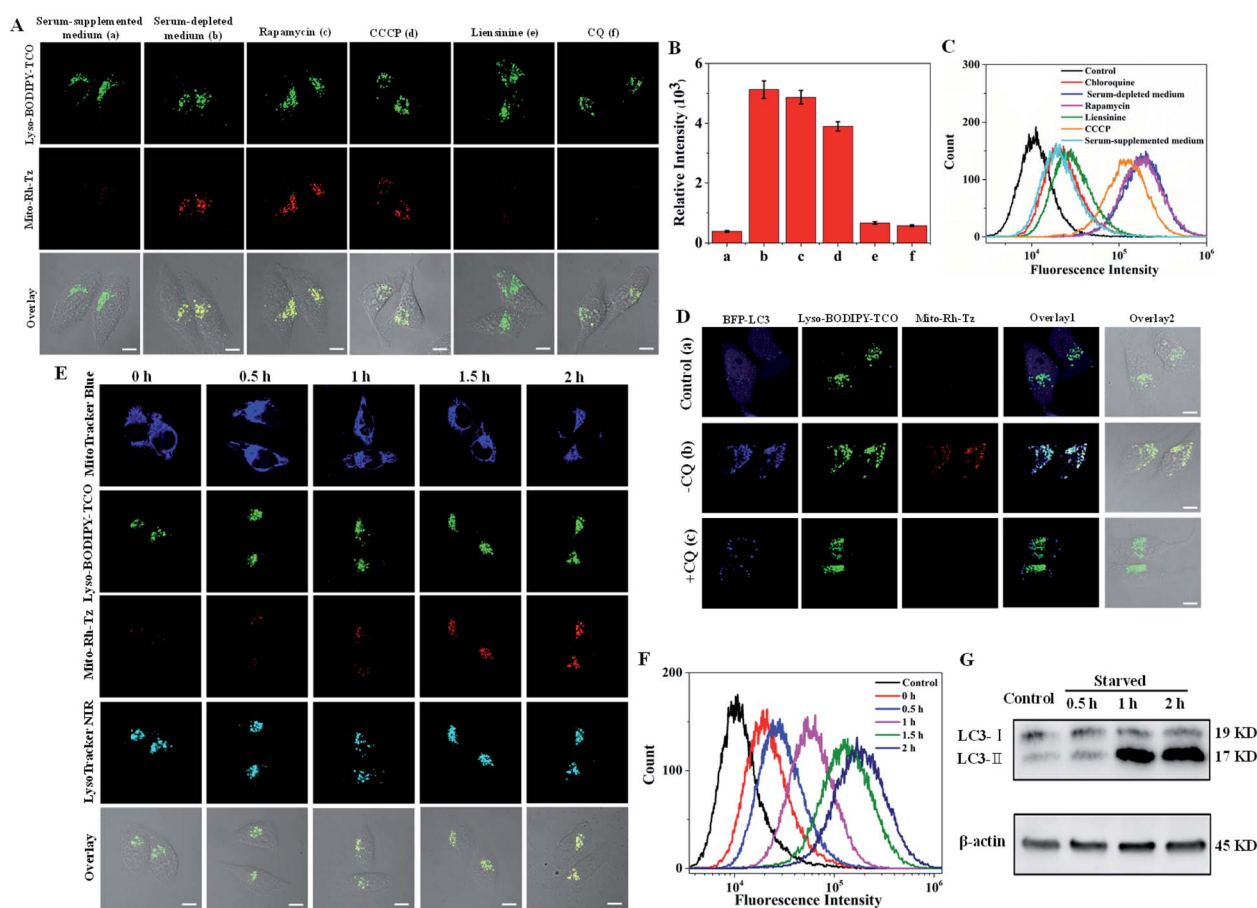 A
Serum-supplemented medium (a)
Serum-depleted medium (b)
Rapamycin (c)
CCCP (d)
Liensinine (e)
CQ (f)
Lyso-BODIPY-TCO
Mito-Rh-Tz
Overlay
B
Relative Intensity (10³)
6
4
2
0
a b c d e f
C
Count
300
200
100
0
10⁴ 10⁵ 10⁶
Fluorescence Intensity
Control
Chloroquine
Serum-depleted medium
Rapamycin
Liensinine
CCCP
Serum-supplemented medium
D
BFP-LC3 Lyso-BODIPY-TCO Mito-Rh-Tz Overlay1 Overlay2
Control (a)
-CQ (b)
+CQ (c)
E
0 h 0.5 h 1 h 1.5 h 2 h
MitoTracker Blue
Lyso-BODIPY-TCO
Mito-Rh-Tz
LysoTracker NIR
Overlay
F
Count
200
100
0
10⁴ 10⁵ 10⁶
Fluorescence Intensity
Control
0 h
0.5 h
1 h
1.5 h
2 h
G
Starved
Control 0.5 h 1 h 2 h
LC3-Ⅰ 19 KD
LC3-Ⅱ 17 KD
β-actin 45 KD